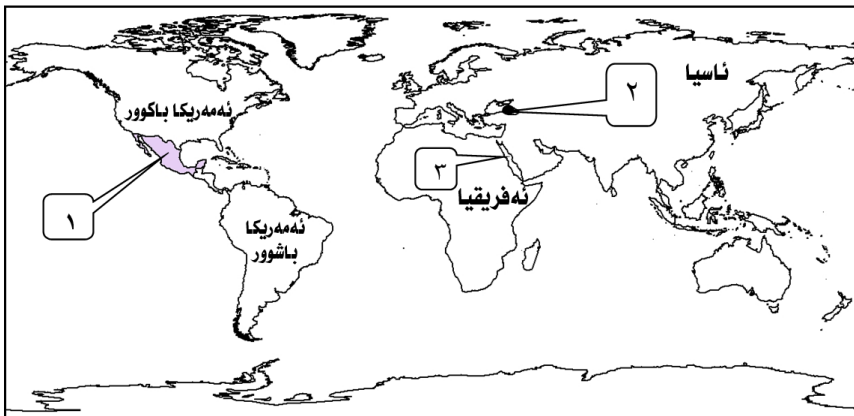 ئاسیا
٢
ئەمەریکا باکوور
٣
ئەفریقیا
١
ئەمەریکا
باشوور